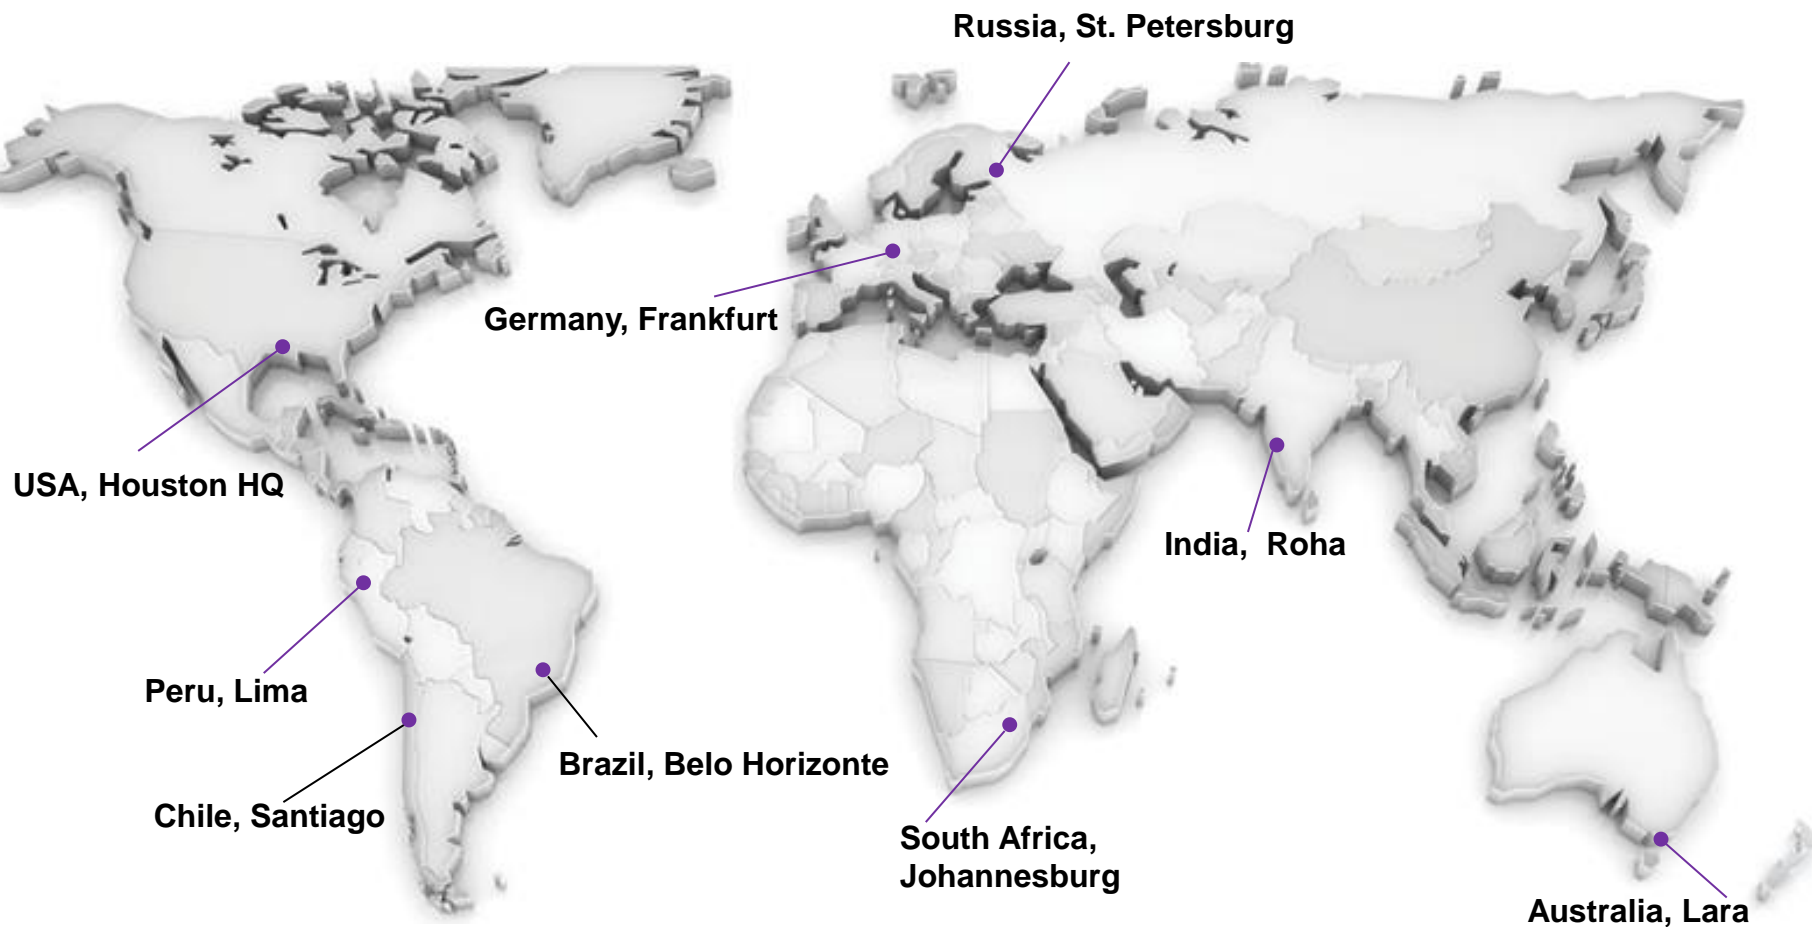 Russia, St. Petersburg
Germany, Frankfurt
USA, Houston HQ
India, Roha
Peru, Lima
Brazil, Belo Horizonte
Chile, Santiago
South Africa,
Johannesburg
Australia, Lara